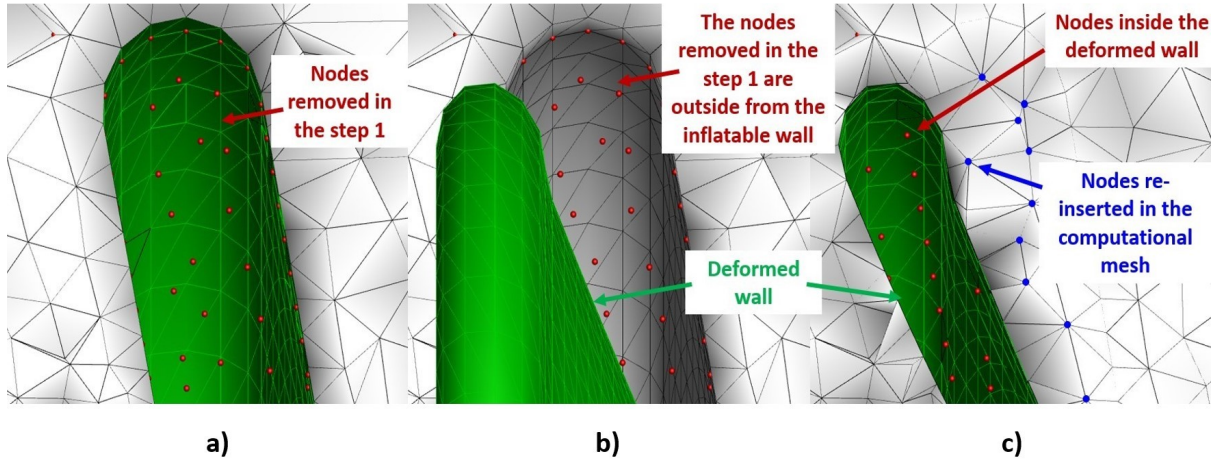 Nodes
removed in
the step 1
The nodes
removed in the
step 1 are
outside from the
inflatable wall
Deformed
wall
Nodes inside the
deformed wall
Nodes re-
inserted in the
computational
mesh
a)
b)
c)